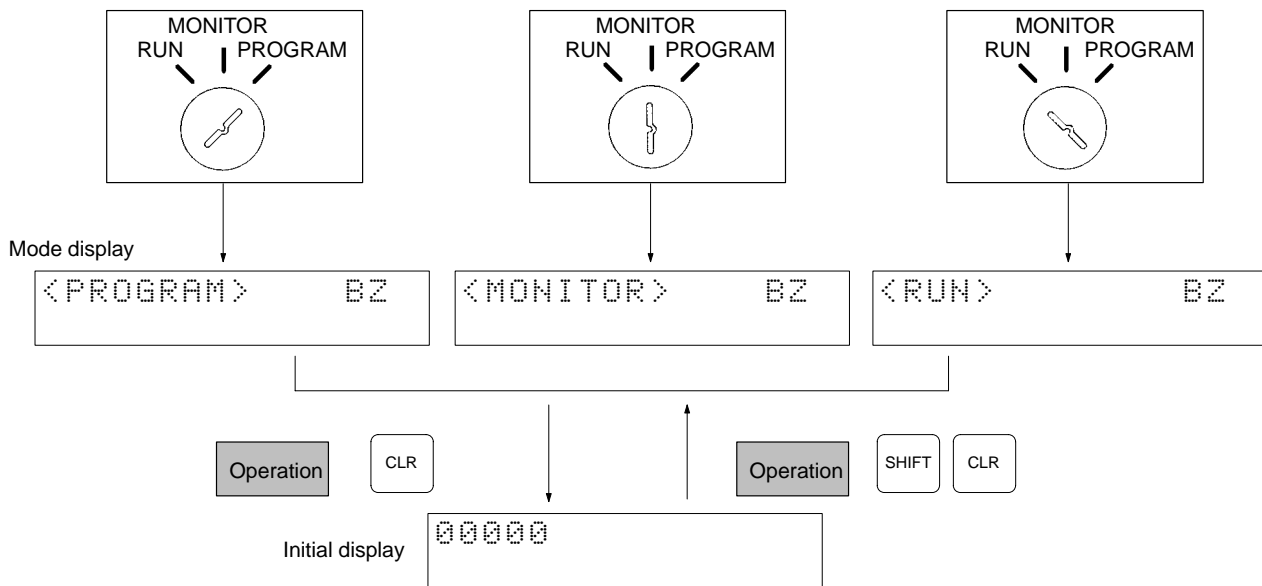 MONITOR
RUN PROGRAM
MONITOR
RUN PROGRAM
MONITOR
RUN PROGRAM
Mode display
<PROGRAM> BZ
<MONITOR> BZ
<RUN> BZ
Operation CLR
Operation SHIFT CLR
Initial display
00000